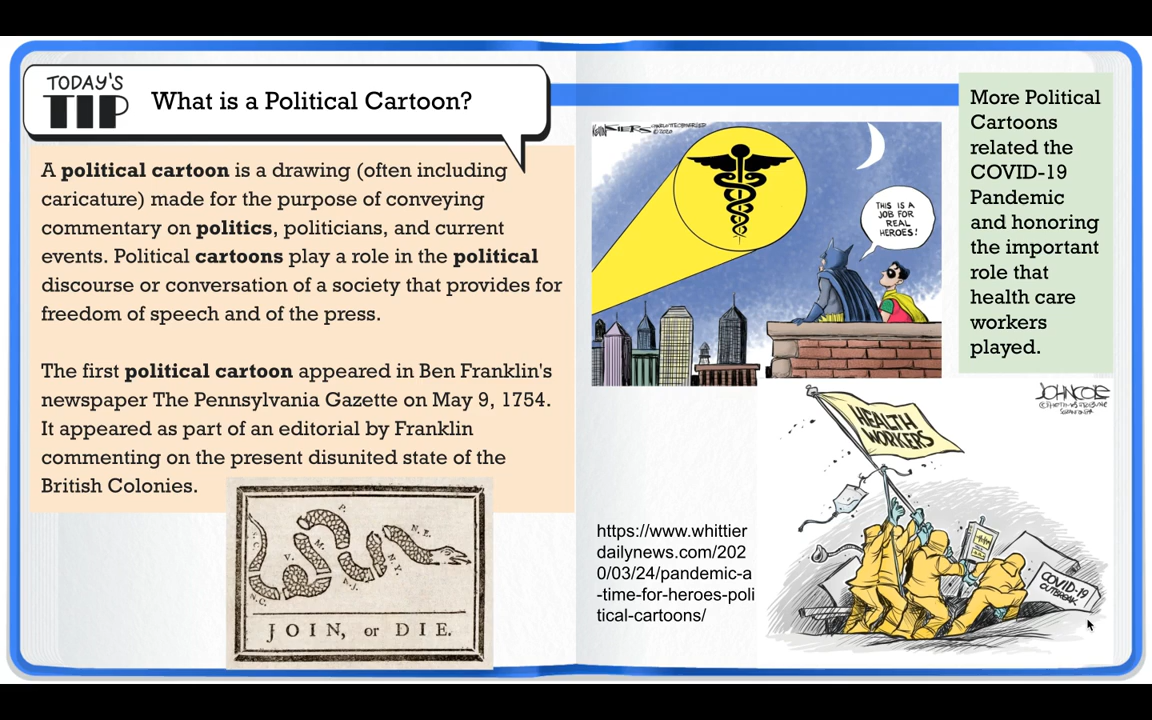 TODAY'S
TIP
What is a Political Cartoon?
A political cartoon is a drawing (often including
caricature) made for the purpose of conveying
commentary on politics, politicians, and current
events. Political cartoons play a role in the political
discourse or conversation of a society that provides for
freedom of speech and of the press.
The first political cartoon appeared in Ben Franklin's
newspaper The Pennsylvania Gazette on May 9, 1754.
It appeared as part of an editorial by Franklin
commenting on the present disunited state of the
British Colonies.
S.C.
N.C.
V.
M.
P.
N.J.
N.Y.
N.E.
JOIN, or DIE.
©2020
THIS IS A
JOB FOR
REAL
HEROES!
More Political
Cartoons
related the
COVID-19
Pandemic
and honoring
the important
role that
health care
workers
played.
https://www.whittier
dailynews.com/202
0/03/24/pandemic-a
-time-for-heroes-poli
tical-cartoons/
JOHN COLE
HEALTH
WORKERS
COVID-19
OUTBREAK